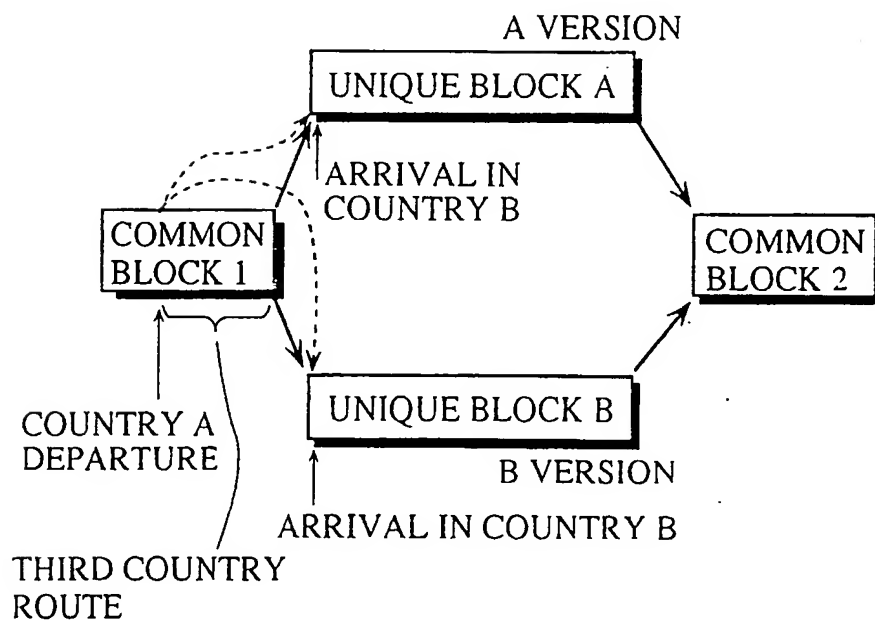 A VERSION
UNIQUE BLOCK A
ARRIVAL IN
COUNTRY B
COMMON
BLOCK 1
COMMON
BLOCK 2
UNIQUE BLOCK B
COUNTRY A
DEPARTURE
B VERSION
ARRIVAL IN COUNTRY B
THIRD COUNTRY
ROUTE